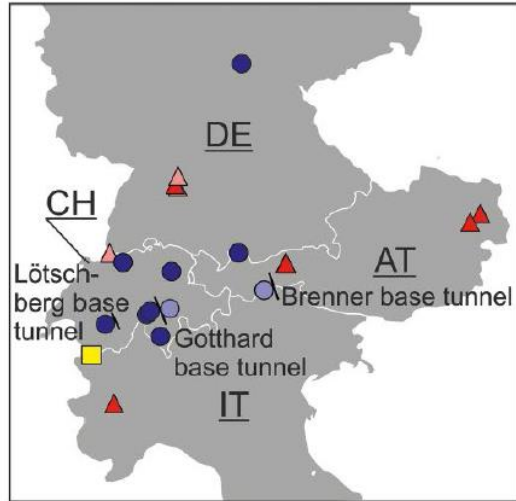 DE
CH
AT
Lötsch-
berg base
tunnel
Brenner base tunnel
Gotthard
base tunnel
IT